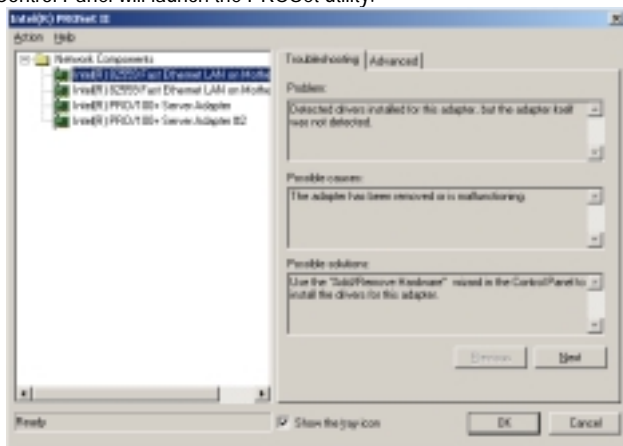 Control Panel will launch the PROSet utility.
Intel(R) PROSet II
Action Help
Network Components
Intel(R) 82559 Fast Ethernet LAN on Mothe
Intel(R) 82559 Fast Ethernet LAN on Mothe
Intel(R) PRO/100+ Server Adapter
Intel(R) PRO/100+ Server Adapter #2
Troubleshooting Advanced
Problem:
Detected drivers installed for this adapter, but the adapter itself
was not detected.
Possible causes:
The adapter has been removed or is malfunctioning.
Possible solutions:
Use the "Add/Remove Hardware" wizard in the Control Panel to
install the drivers for this adapter.
Previous Next
Ready
Show the tray icon
OK Cancel